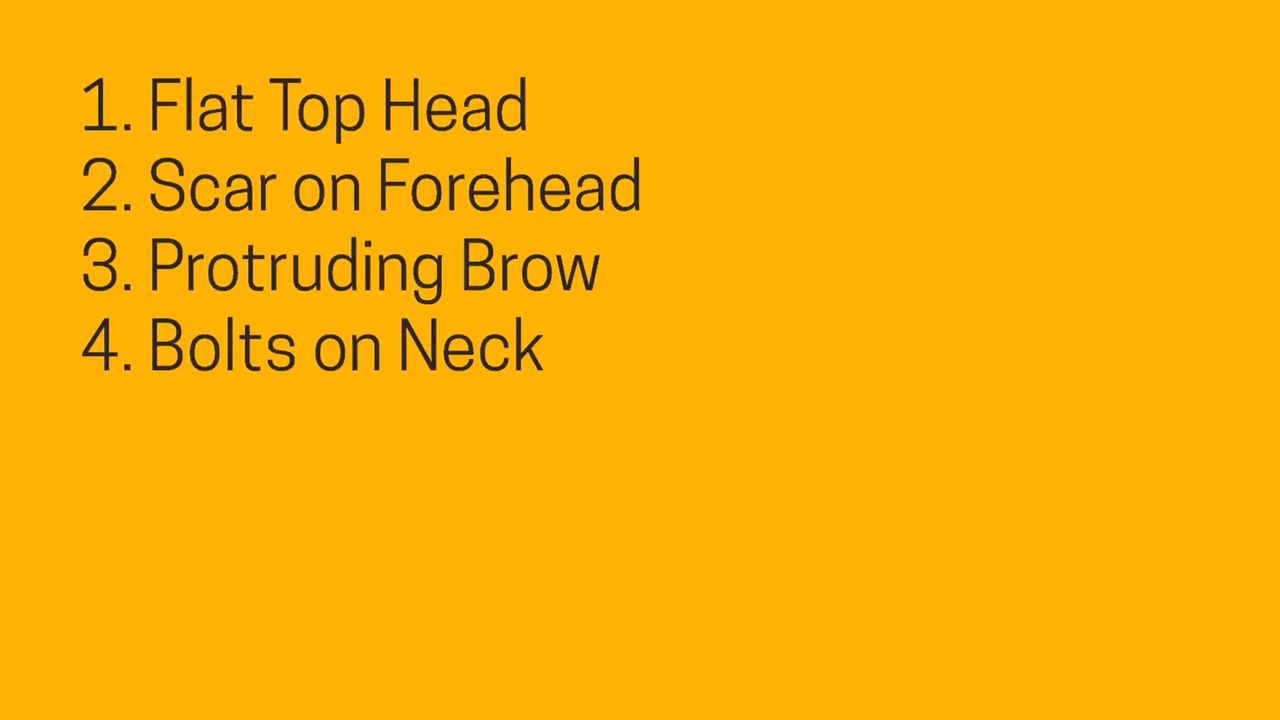 1. Flat Top Head
2. Scar on Forehead
3. Protruding Brow
4. Bolts on Neck